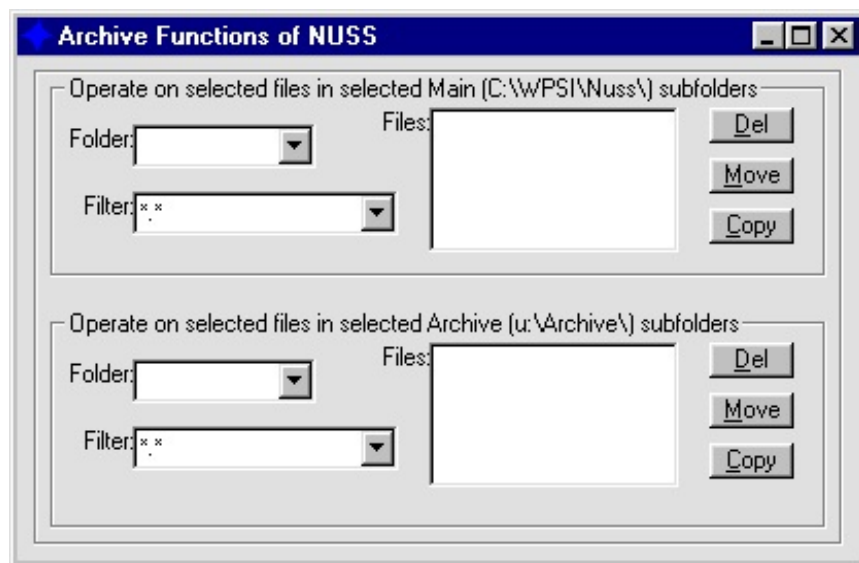 Archive Functions of NUSS
Operate on selected files in selected Main (C:\WPSI\Nuss\) subfolders
Folder:
Files:
Del
Move
Filter: *.*
Copy
Operate on selected files in selected Archive (u:\Archive\) subfolders
Folder:
Files:
Del
Move
Filter: *.*
Copy